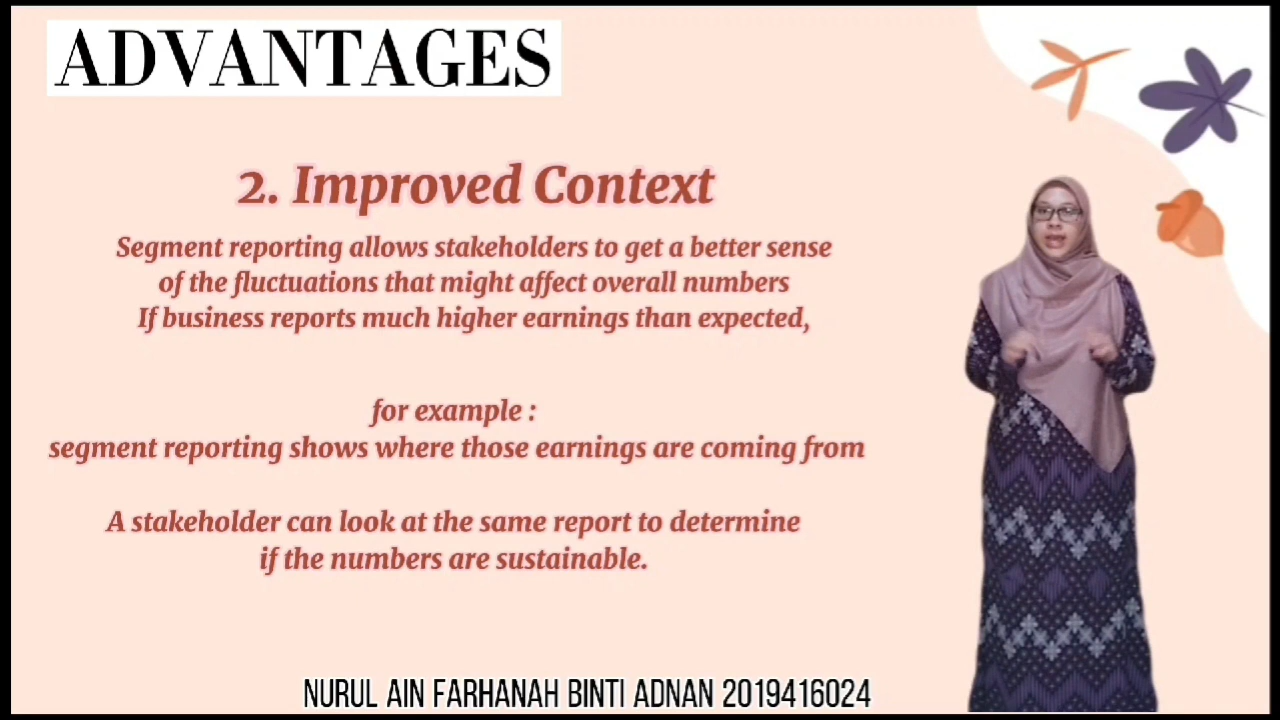 ADVANTAGES
2. Improved Context
Segment reporting allows stakeholders to get a better sense
of the fluctuations that might affect overall numbers
If business reports much higher earnings than expected,
for example :
segment reporting shows where those earnings are coming from
A stakeholder can look at the same report to determine
if the numbers are sustainable.
NURUL AIN FARHANAH BINTI ADNAN 2019416024